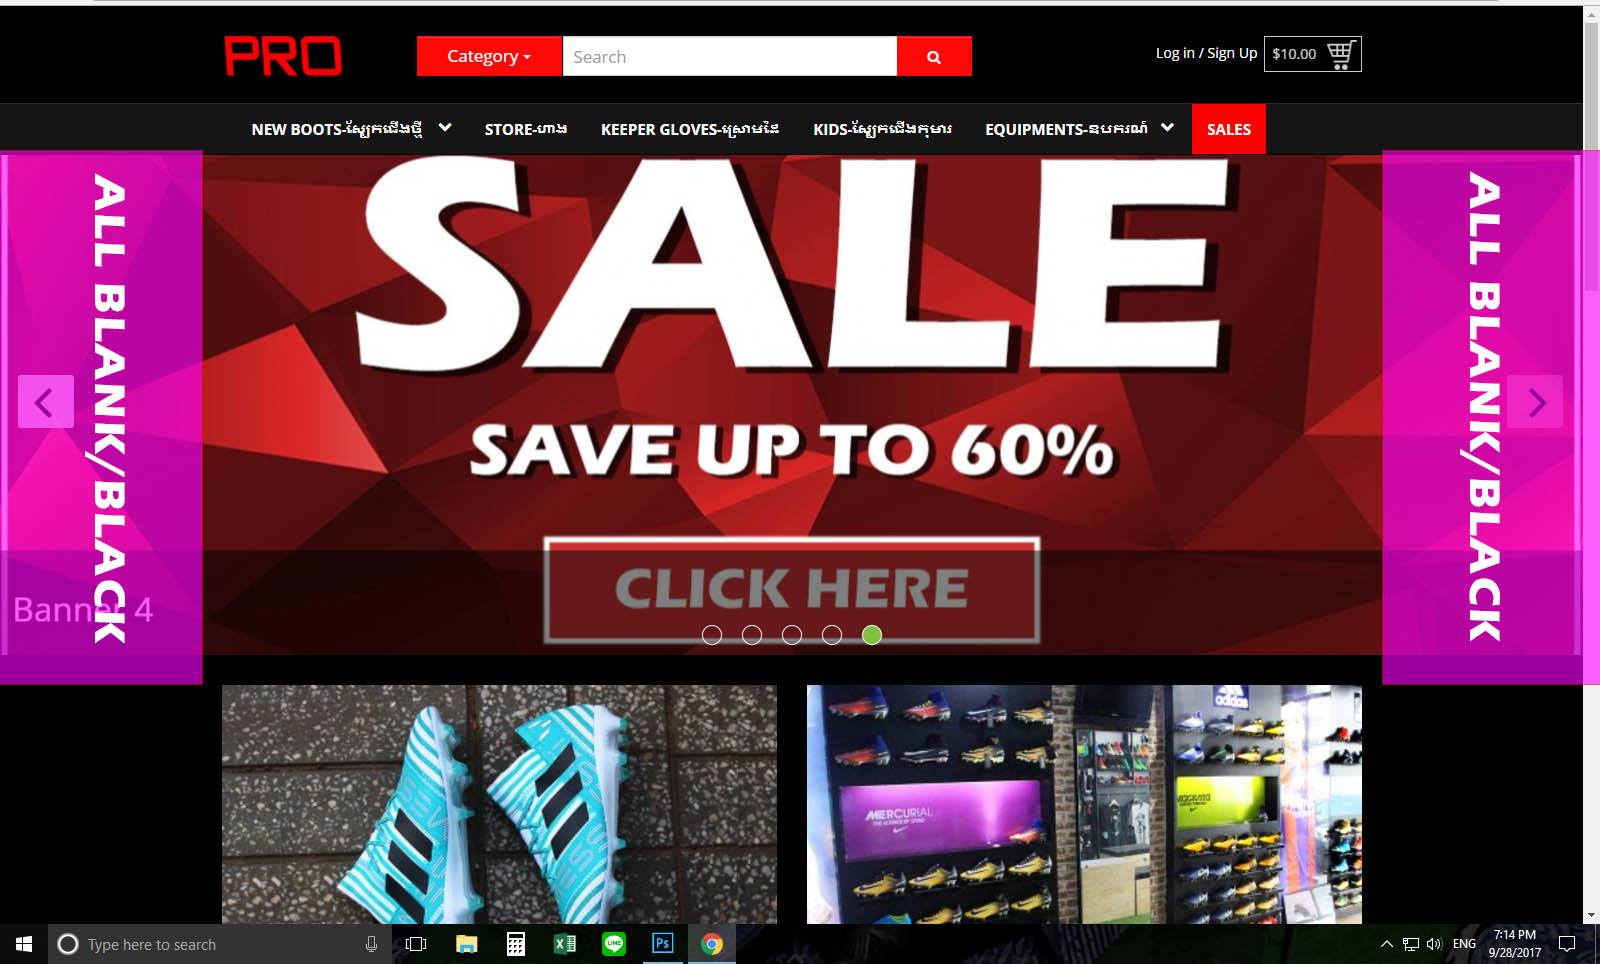 PRO
Category
Search
Log in / Sign Up
$10.00
NEW BOOTS-ស្បែកជើងថ្មី
STORE-ហាង
KEEPER GLOVES-ស្រោមដៃ
KIDS-ស្បែកជើងកុមារ
EQUIPMENTS-ឧបករណ៍
SALES
ALL BLANK/BLACK
SALE
SAVE UP TO 60%
CLICK HERE
Banner 4
ALL BLANK/BLACK
MERCURIAL
adidas
Type here to search
LINE
Ps
ENG
7:14 PM
9/28/2017